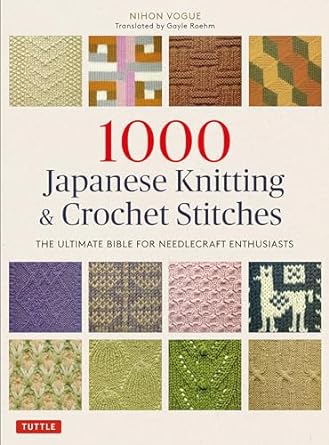 NIHON VOGUE
Translated by Gayle Roehm
1000
Japanese Knitting
& Crochet Stitches
THE ULTIMATE BIBLE FOR NEEDLECRAFT ENTHUSIASTS
TUTTLE